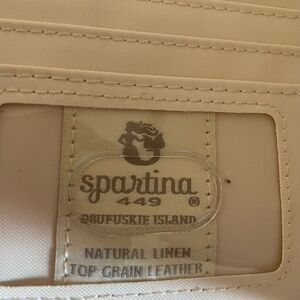 spartina
449 ®
DAUFUSKIE ISLAND
NATURAL LINEN
TOP GRAIN LEATHER